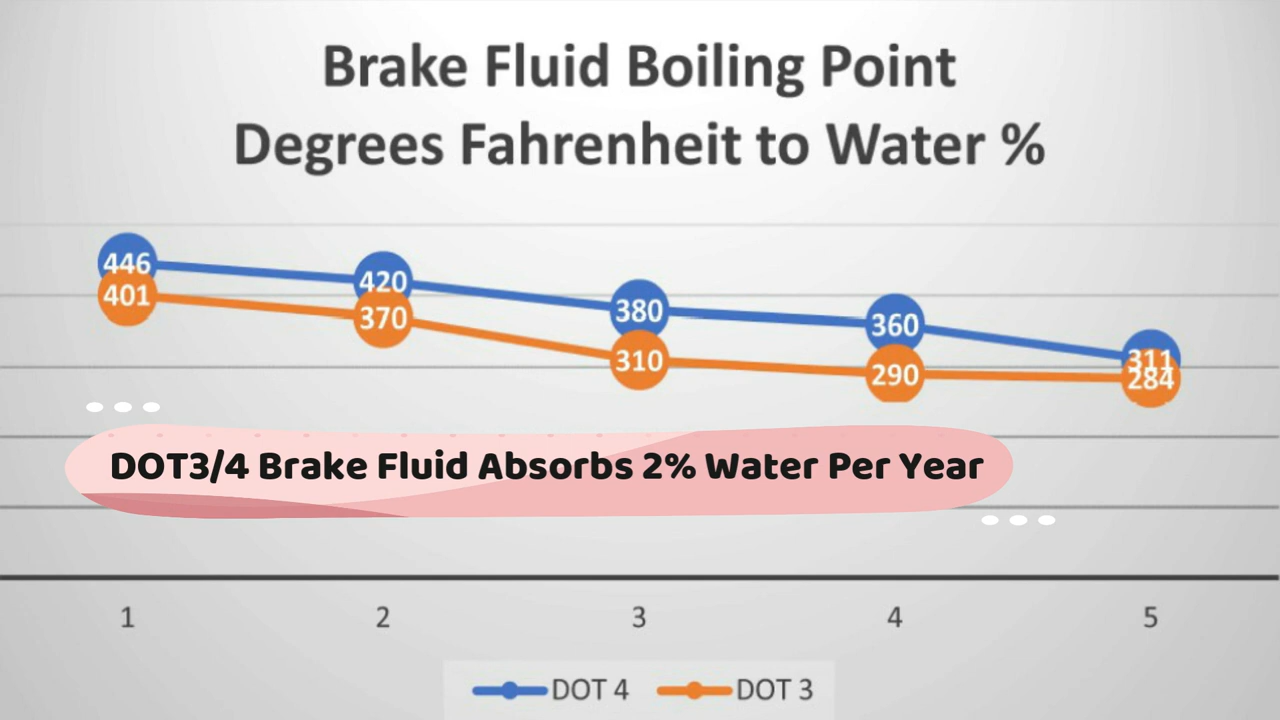 Brake Fluid Boiling Point
Degrees Fahrenheit to Water %
446
420
380
360
311
401
370
310
290
284
DOT3/4 Brake Fluid Absorbs 2% Water Per Year
1 2 3 4 5
DOT 4 DOT 3